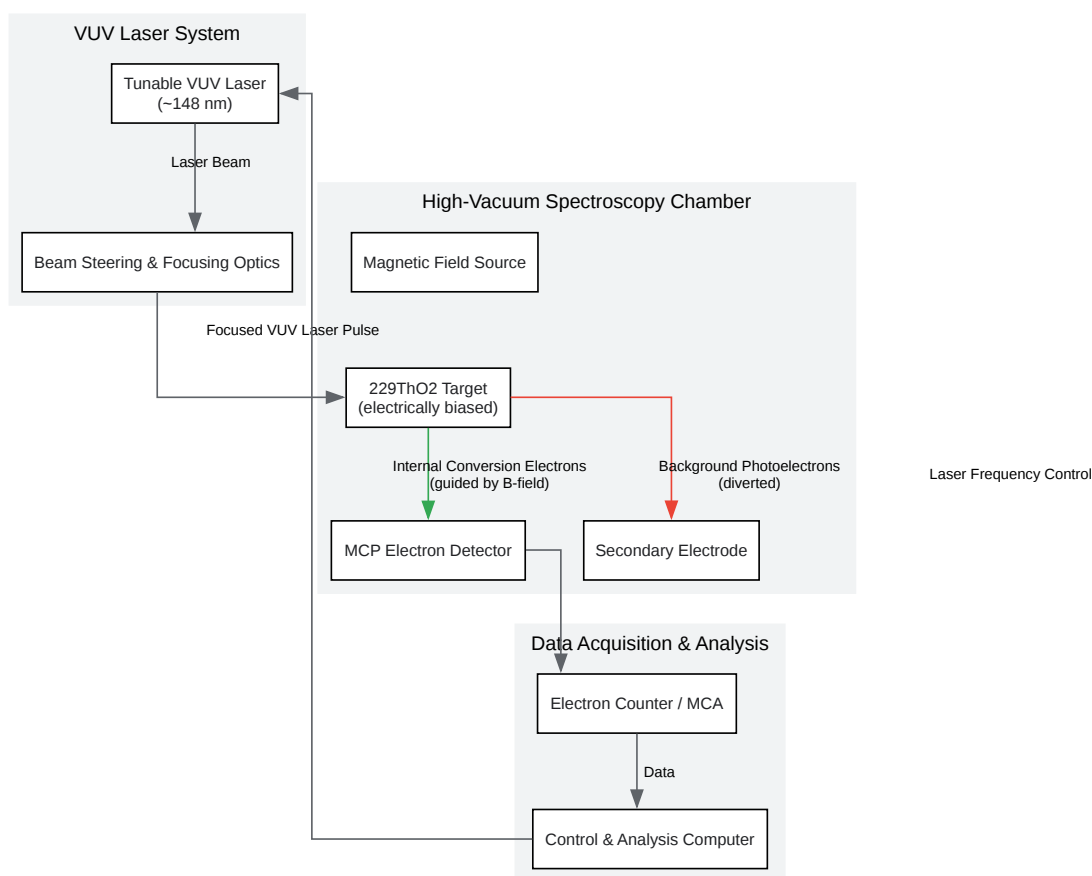 VUV Laser System
Tunable VUV Laser
(~148 nm)
Laser Beam
Beam Steering & Focusing Optics
Focused VUV Laser Pulse
High-Vacuum Spectroscopy Chamber
Magnetic Field Source
229ThO2 Target
(electrically biased)
Internal Conversion Electrons
(guided by B-field)
Background Photoelectrons
(diverted)
Laser Frequency Control
MCP Electron Detector
Secondary Electrode
Data Acquisition & Analysis
Electron Counter / MCA
Data
Control & Analysis Computer